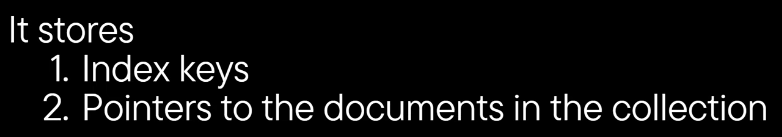 It stores
1. Index keys
2. Pointers to the documents in the collection